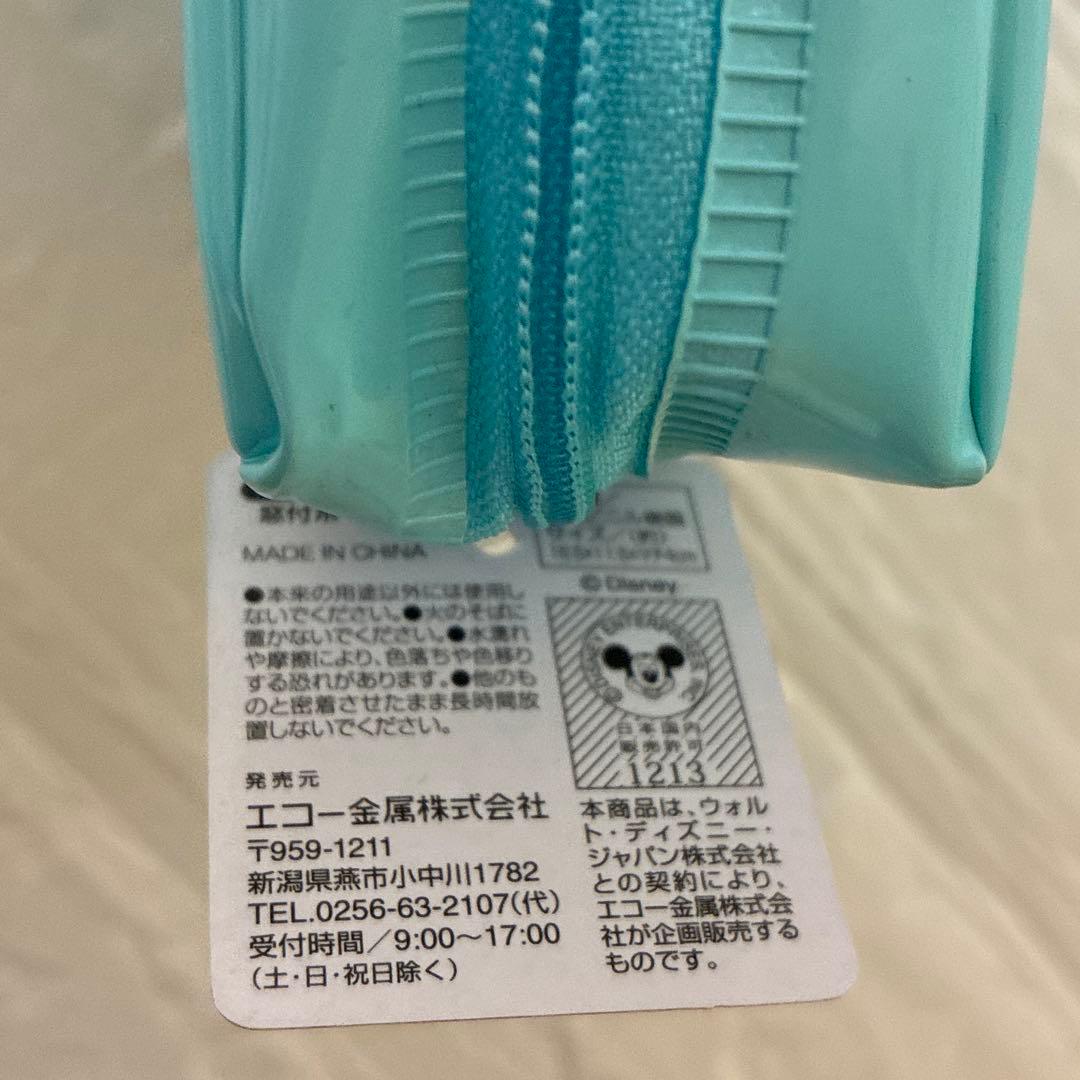 窓付
MADE IN CHINA
●本来の用途以外には使用し
ないでください。●火のそばに
置かないでください。●水濡れ
や摩擦により、色落ちや色移り
する恐れがあります。●他のも
のと密着させたまま長時間放
置しないでください。
発売元
エコー金属株式会社
〒959-1211
新潟県燕市小中川1782
TEL.0256-63-2107(代)
受付時間/9:00〜17:00
(土・日・祝日除く)
サイズ/(約)
© Disney
DISNEY ENTERPRISES INC
日本国内
販売許可
1213
本商品は、ウォル
ト・ディズニー・
ジャパン株式会社
との契約により、
エコー金属株式会
社が企画販売する
ものです。